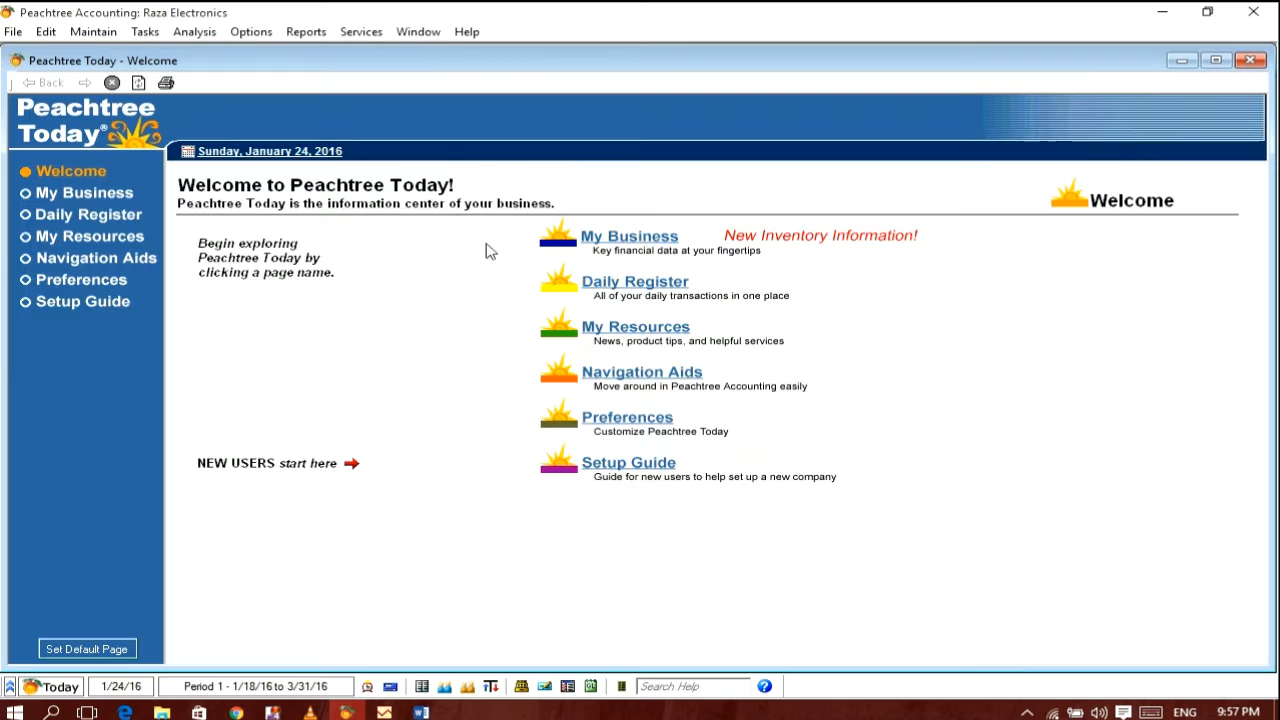 Peachtree Accounting: Raza Electronics
File Edit Maintain Tasks Analysis Options Reports Services Window Help
Peachtree Today - Welcome
Back
Peachtree
Today®
Sunday, January 24, 2016
Welcome
My Business
Daily Register
My Resources
Navigation Aids
Preferences
Setup Guide
Set Default Page
Welcome to Peachtree Today!
Peachtree Today is the information center of your business.
Welcome
Begin exploring
Peachtree Today by
clicking a page name.
My Business New Inventory Information!
Key financial data at your fingertips
Daily Register
All of your daily transactions in one place
My Resources
News, product tips, and helpful services
Navigation Aids
Move around in Peachtree Accounting easily
Preferences
Customize Peachtree Today
NEW USERS start here
Setup Guide
Guide for new users to help set up a new company
Today 1/24/16 Period 1 - 1/18/16 to 3/31/16 Search Help
ENG 9:57 PM